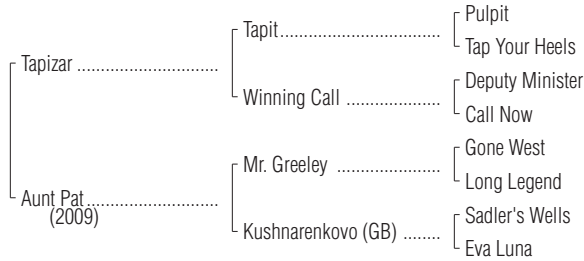 Pulpit
Tapit........................................
Tap Your Heels
Tapizar ...................................
Deputy Minister
Winning Call .......................
Call Now
Gone West
Mr. Greeley .........................
Long Legend
Aunt Pat.................................
(2009)
Sadler's Wells
Kushnarenkovo (GB) .........
Eva Luna